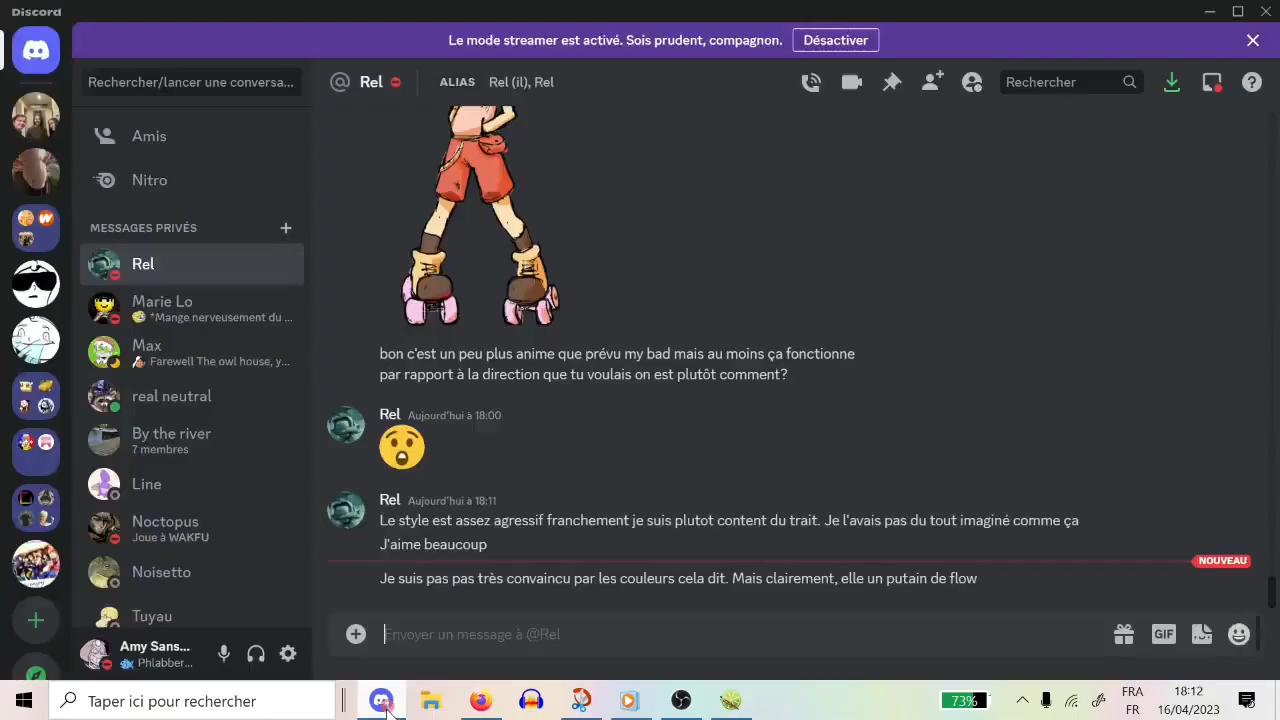 Discord
Le mode streamer est activé. Sois prudent, compagnon.
Désactiver
Rechercher/lancer une conversa...
Rel
ALIAS
Rel (il), Rel
Rechercher
Amis
Nitro
MESSAGES PRIVÉS
Rel
Marie Lo
*Mange nerveusement du ...
Max
Farewell The owl house, y...
real neutral
By the river
7 membres
Line
Noctopus
Joue à WAKFU
Noisetto
Tuyau
Amy Sans...
Phlabber...
bon c'est un peu plus anime que prévu my bad mais au moins ça fonctionne
par rapport à la direction que tu voulais on est plutôt comment?
Rel Aujourd'hui à 18:00
Rel Aujourd'hui à 18:11
Le style est assez agressif franchement je suis plutot content du trait. Je l'avais pas du tout imaginé comme ça
J'aime beaucoup
NOUVEAU
Je suis pas pas très convaincu par les couleurs cela dit. Mais clairement, elle un putain de flow
Envoyer un message à @Rel
GIF
Taper ici pour rechercher
73%
FRA
FR
18:12
16/04/2023